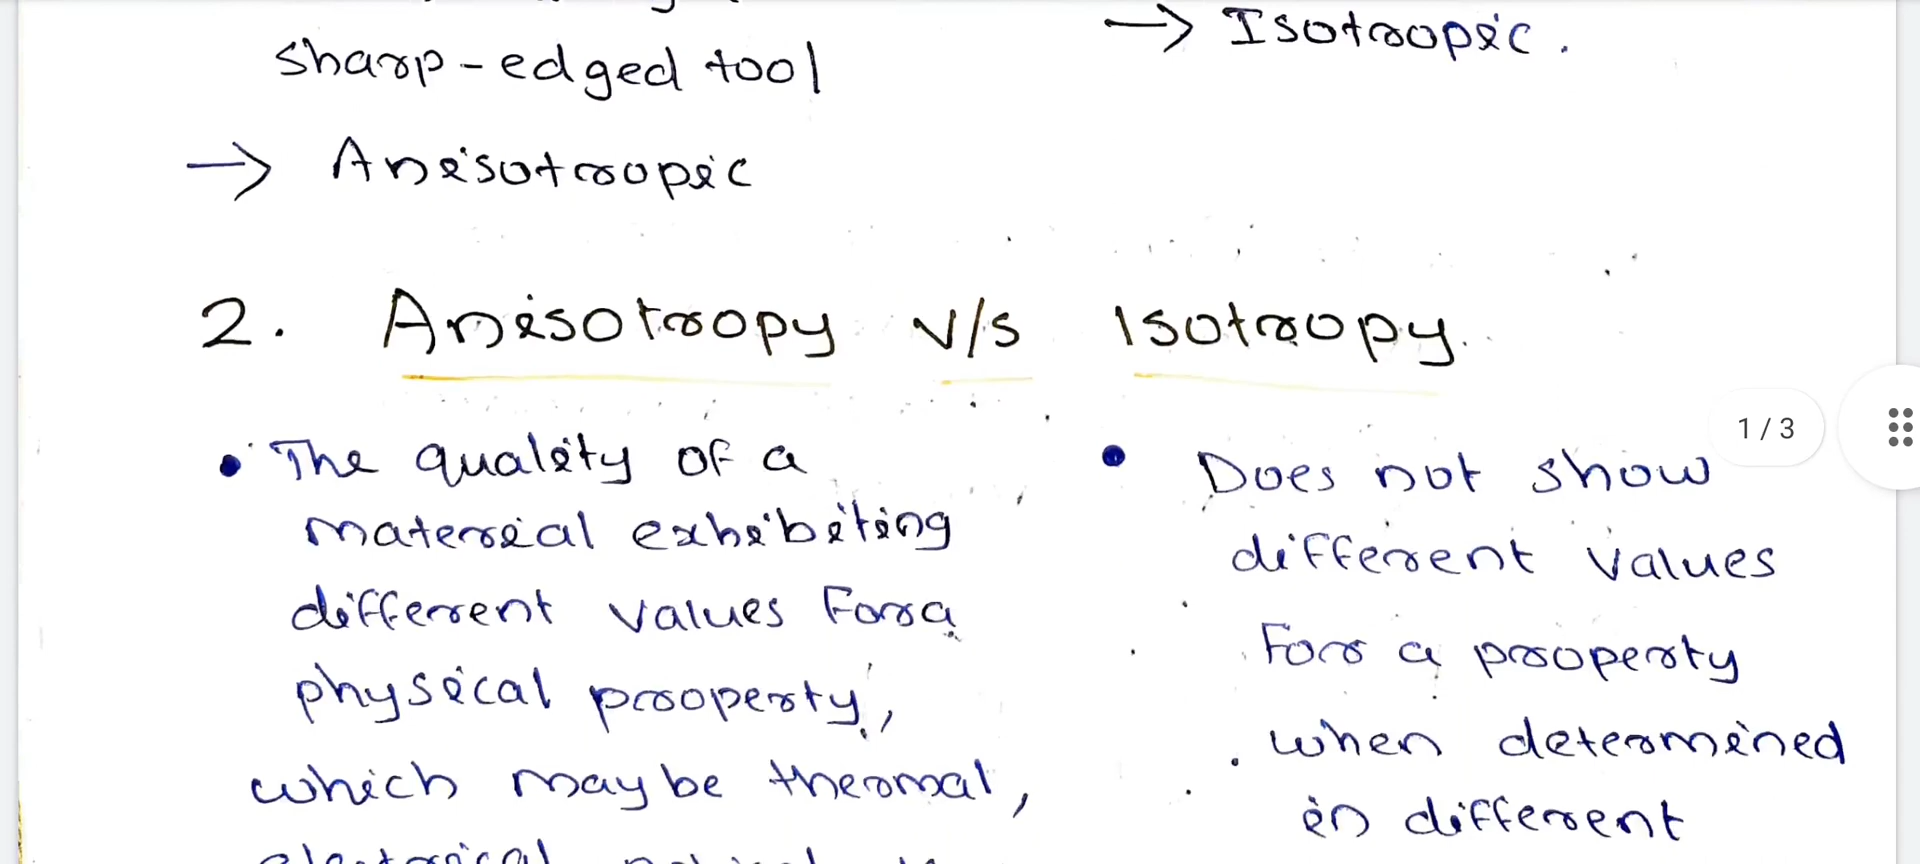 sharp-edged tool
→ Anisotropic
→ Isotropic.
2. Anisotropy v/s Isotropy.
• The quality of a
material exhibiting
different values for a
physical property,
which may be thermal,
• Does not show
different values
For a property
when determined
in different
1 / 3